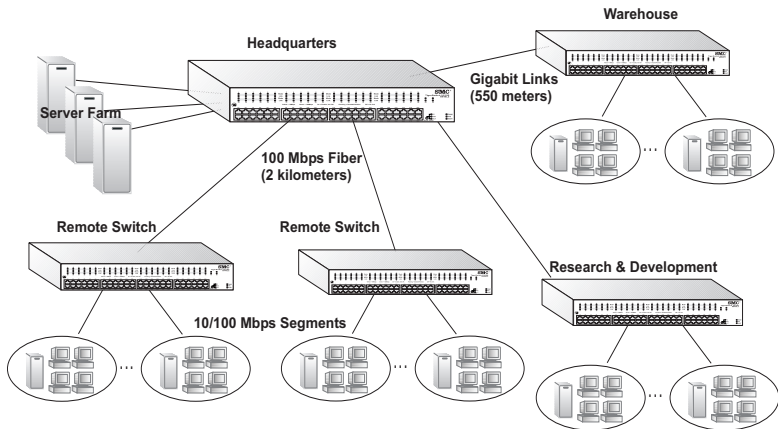 Warehouse
Headquarters
Gigabit Links
(550 meters)
Server Farm
100 Mbps Fiber
(2 kilometers)
Remote Switch
Remote Switch
Research & Development
10/100 Mbps Segments